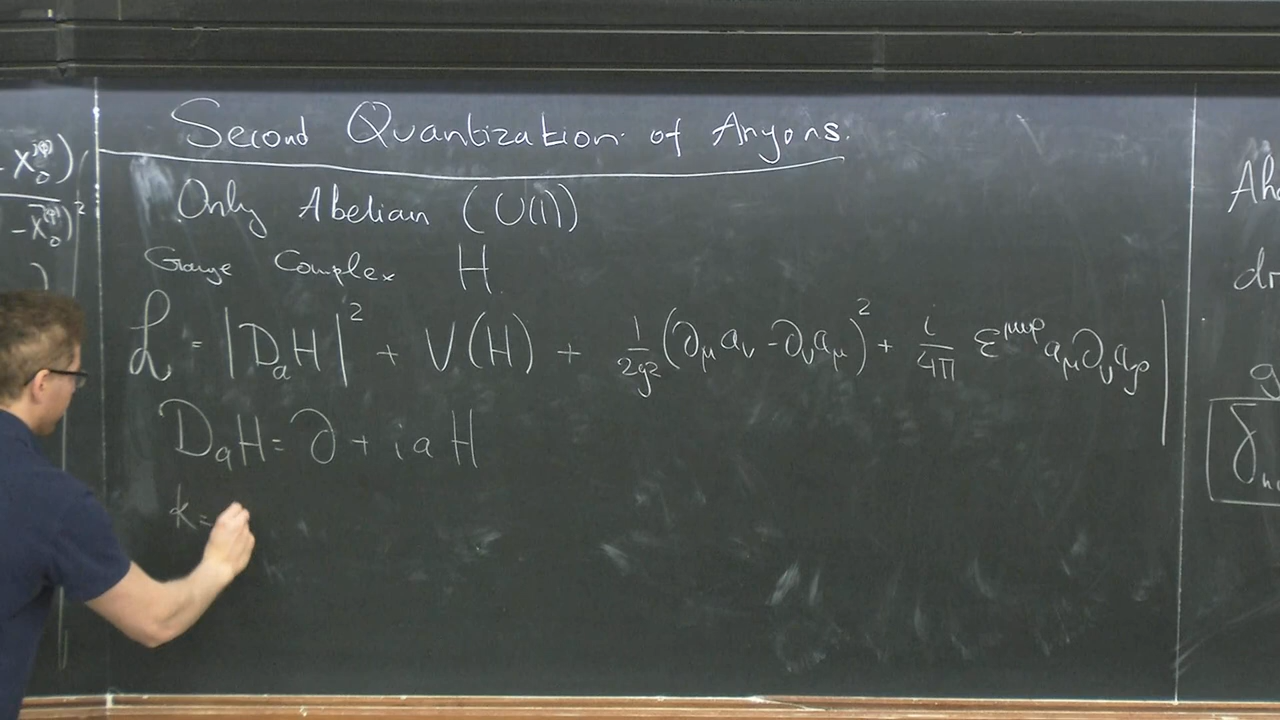 Second Quantization of Anyons.
Only Abelian (U(1))
Gauge Complex H.
ℒ = |D_a H|² + V(H) + 1/2g² (∂_μ a_ν - ∂_ν a_μ)² + i/4π ε^{μνρ} a_μ ∂_ν a_ρ
D_a H = ∂ + i a H
k =